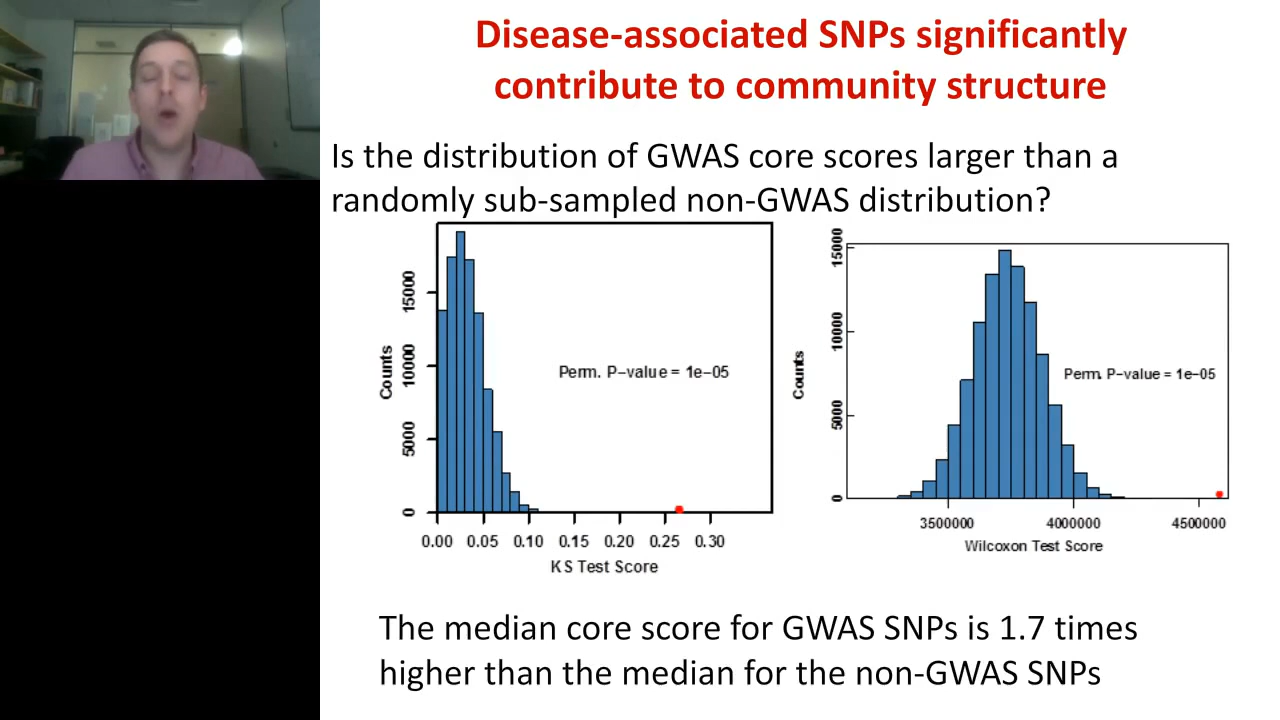 Disease-associated SNPs significantly
contribute to community structure
Is the distribution of GWAS core scores larger than a
randomly sub-sampled non-GWAS distribution?
Counts
0
5000
10000
15000
Perm. P-value = 1e-05
0.00 0.05 0.10 0.15 0.20 0.25 0.30
KS Test Score
Counts
0
5000
10000
15000
Perm. P-value = 1e-05
3500000 4000000 4500000
Wilcoxon Test Score
The median core score for GWAS SNPs is 1.7 times
higher than the median for the non-GWAS SNPs